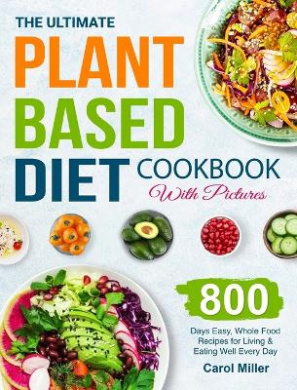 THE ULTIMATE
PLANT
BASED
DIET COOKBOOK
With Pictures
800
Days Easy, Whole Food
Recipes for Living &
Eating Well Every Day
Carol Miller